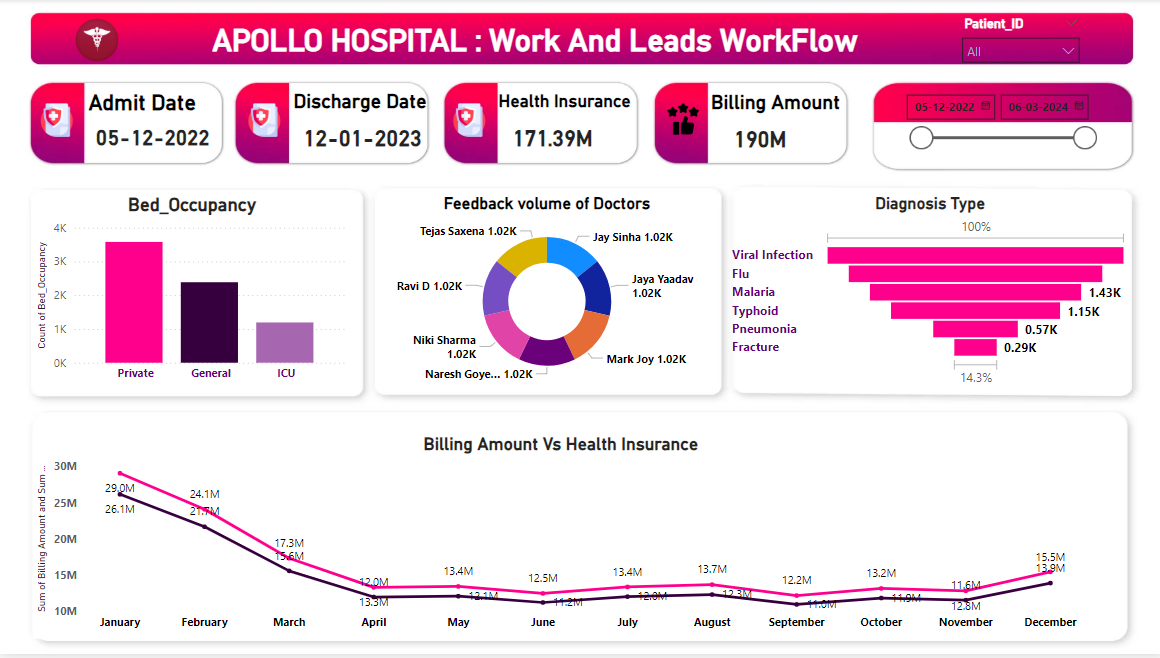 APOLLO HOSPITAL : Work And Leads WorkFlow
Patient_ID
All
Admit Date
05-12-2022
Discharge Date
12-01-2023
Health Insurance
171.39M
Billing Amount
190M
05-12-2022
06-03-2024
Bed_Occupancy
Count of Bed_Occupancy
4K
3K
2K
1K
0K
Private
General
ICU
Feedback volume of Doctors
Tejas Saxena 1.02K
Jay Sinha 1.02K
Ravi D 1.02K
Jaya Yaadav
1.02K
Niki Sharma
1.02K
Mark Joy 1.02K
Naresh Goye... 1.02K
Diagnosis Type
100%
Viral Infection
Flu
Malaria
1.43K
Typhoid
1.15K
Pneumonia
0.57K
Fracture
0.29K
14.3%
Billing Amount Vs Health Insurance
Sum of Billing Amount and Sum ...
30M
25M
20M
15M
10M
29.0M
26.1M
24.1M
21.7M
17.3M
15.6M
12.0M
13.3M
13.4M
12.1M
12.5M
11.2M
13.4M
12.0M
13.7M
12.3M
12.2M
11.0M
13.2M
11.9M
11.6M
12.8M
15.5M
13.9M
January
February
March
April
May
June
July
August
September
October
November
December